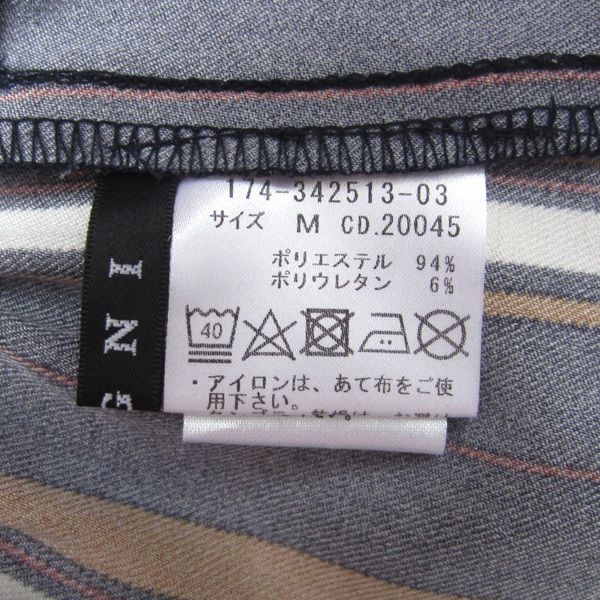 174-342513-03
サイズ M CD.20045
ポリエステル 94%
ポリウレタン 6%
40
・アイロンは、あて布をご使
用下さい。
GNI